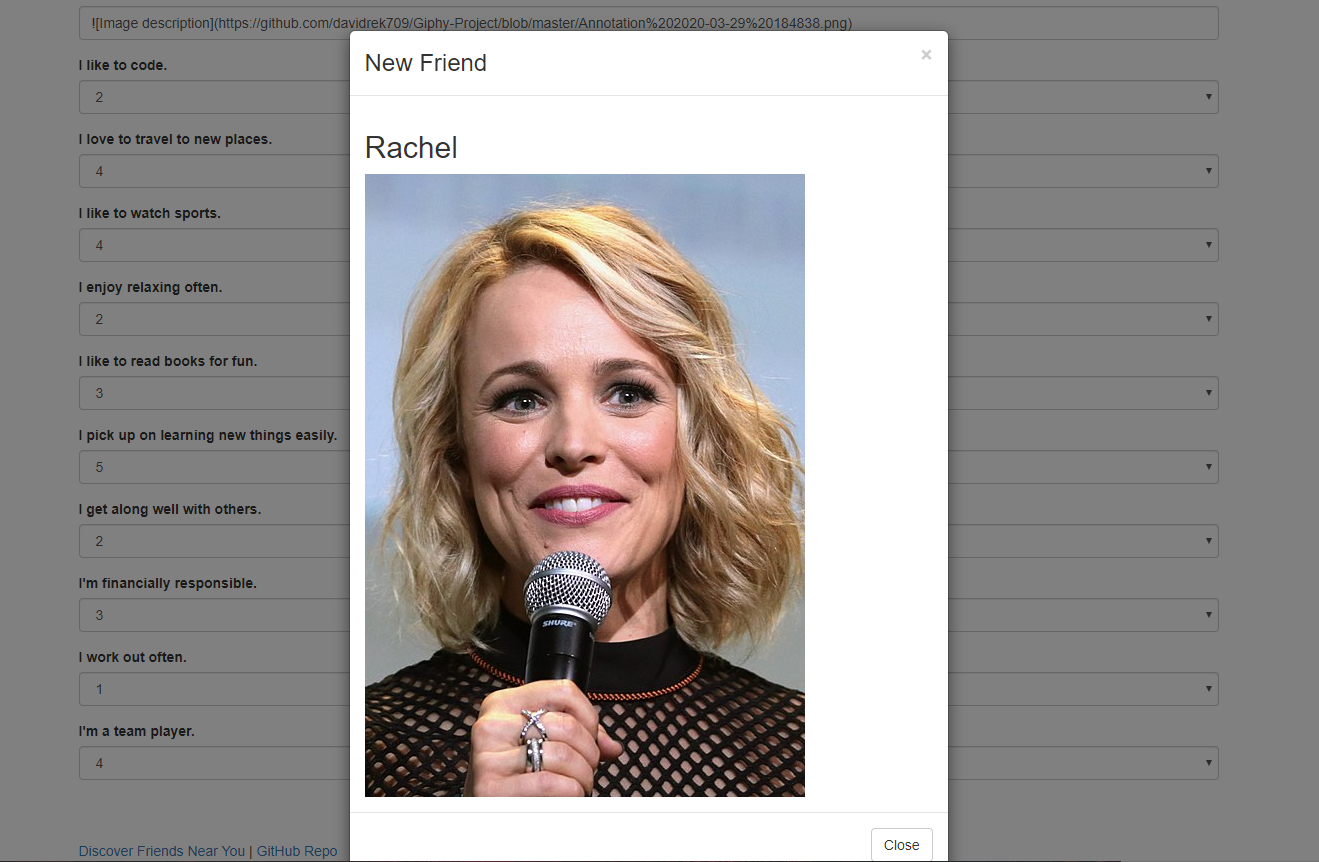 ![Image description](https://github.com/davidrek709/Giphy-Project/blob/master/Annotation%202020-03-29%20184838.png)
New Friend
×
Rachel
SHURE
Close
I like to code.
2
I love to travel to new places.
4
I like to watch sports.
4
I enjoy relaxing often.
2
I like to read books for fun.
3
I pick up on learning new things easily.
5
I get along well with others.
2
I'm financially responsible.
3
I work out often.
1
I'm a team player.
4
Discover Friends Near You | GitHub Repo